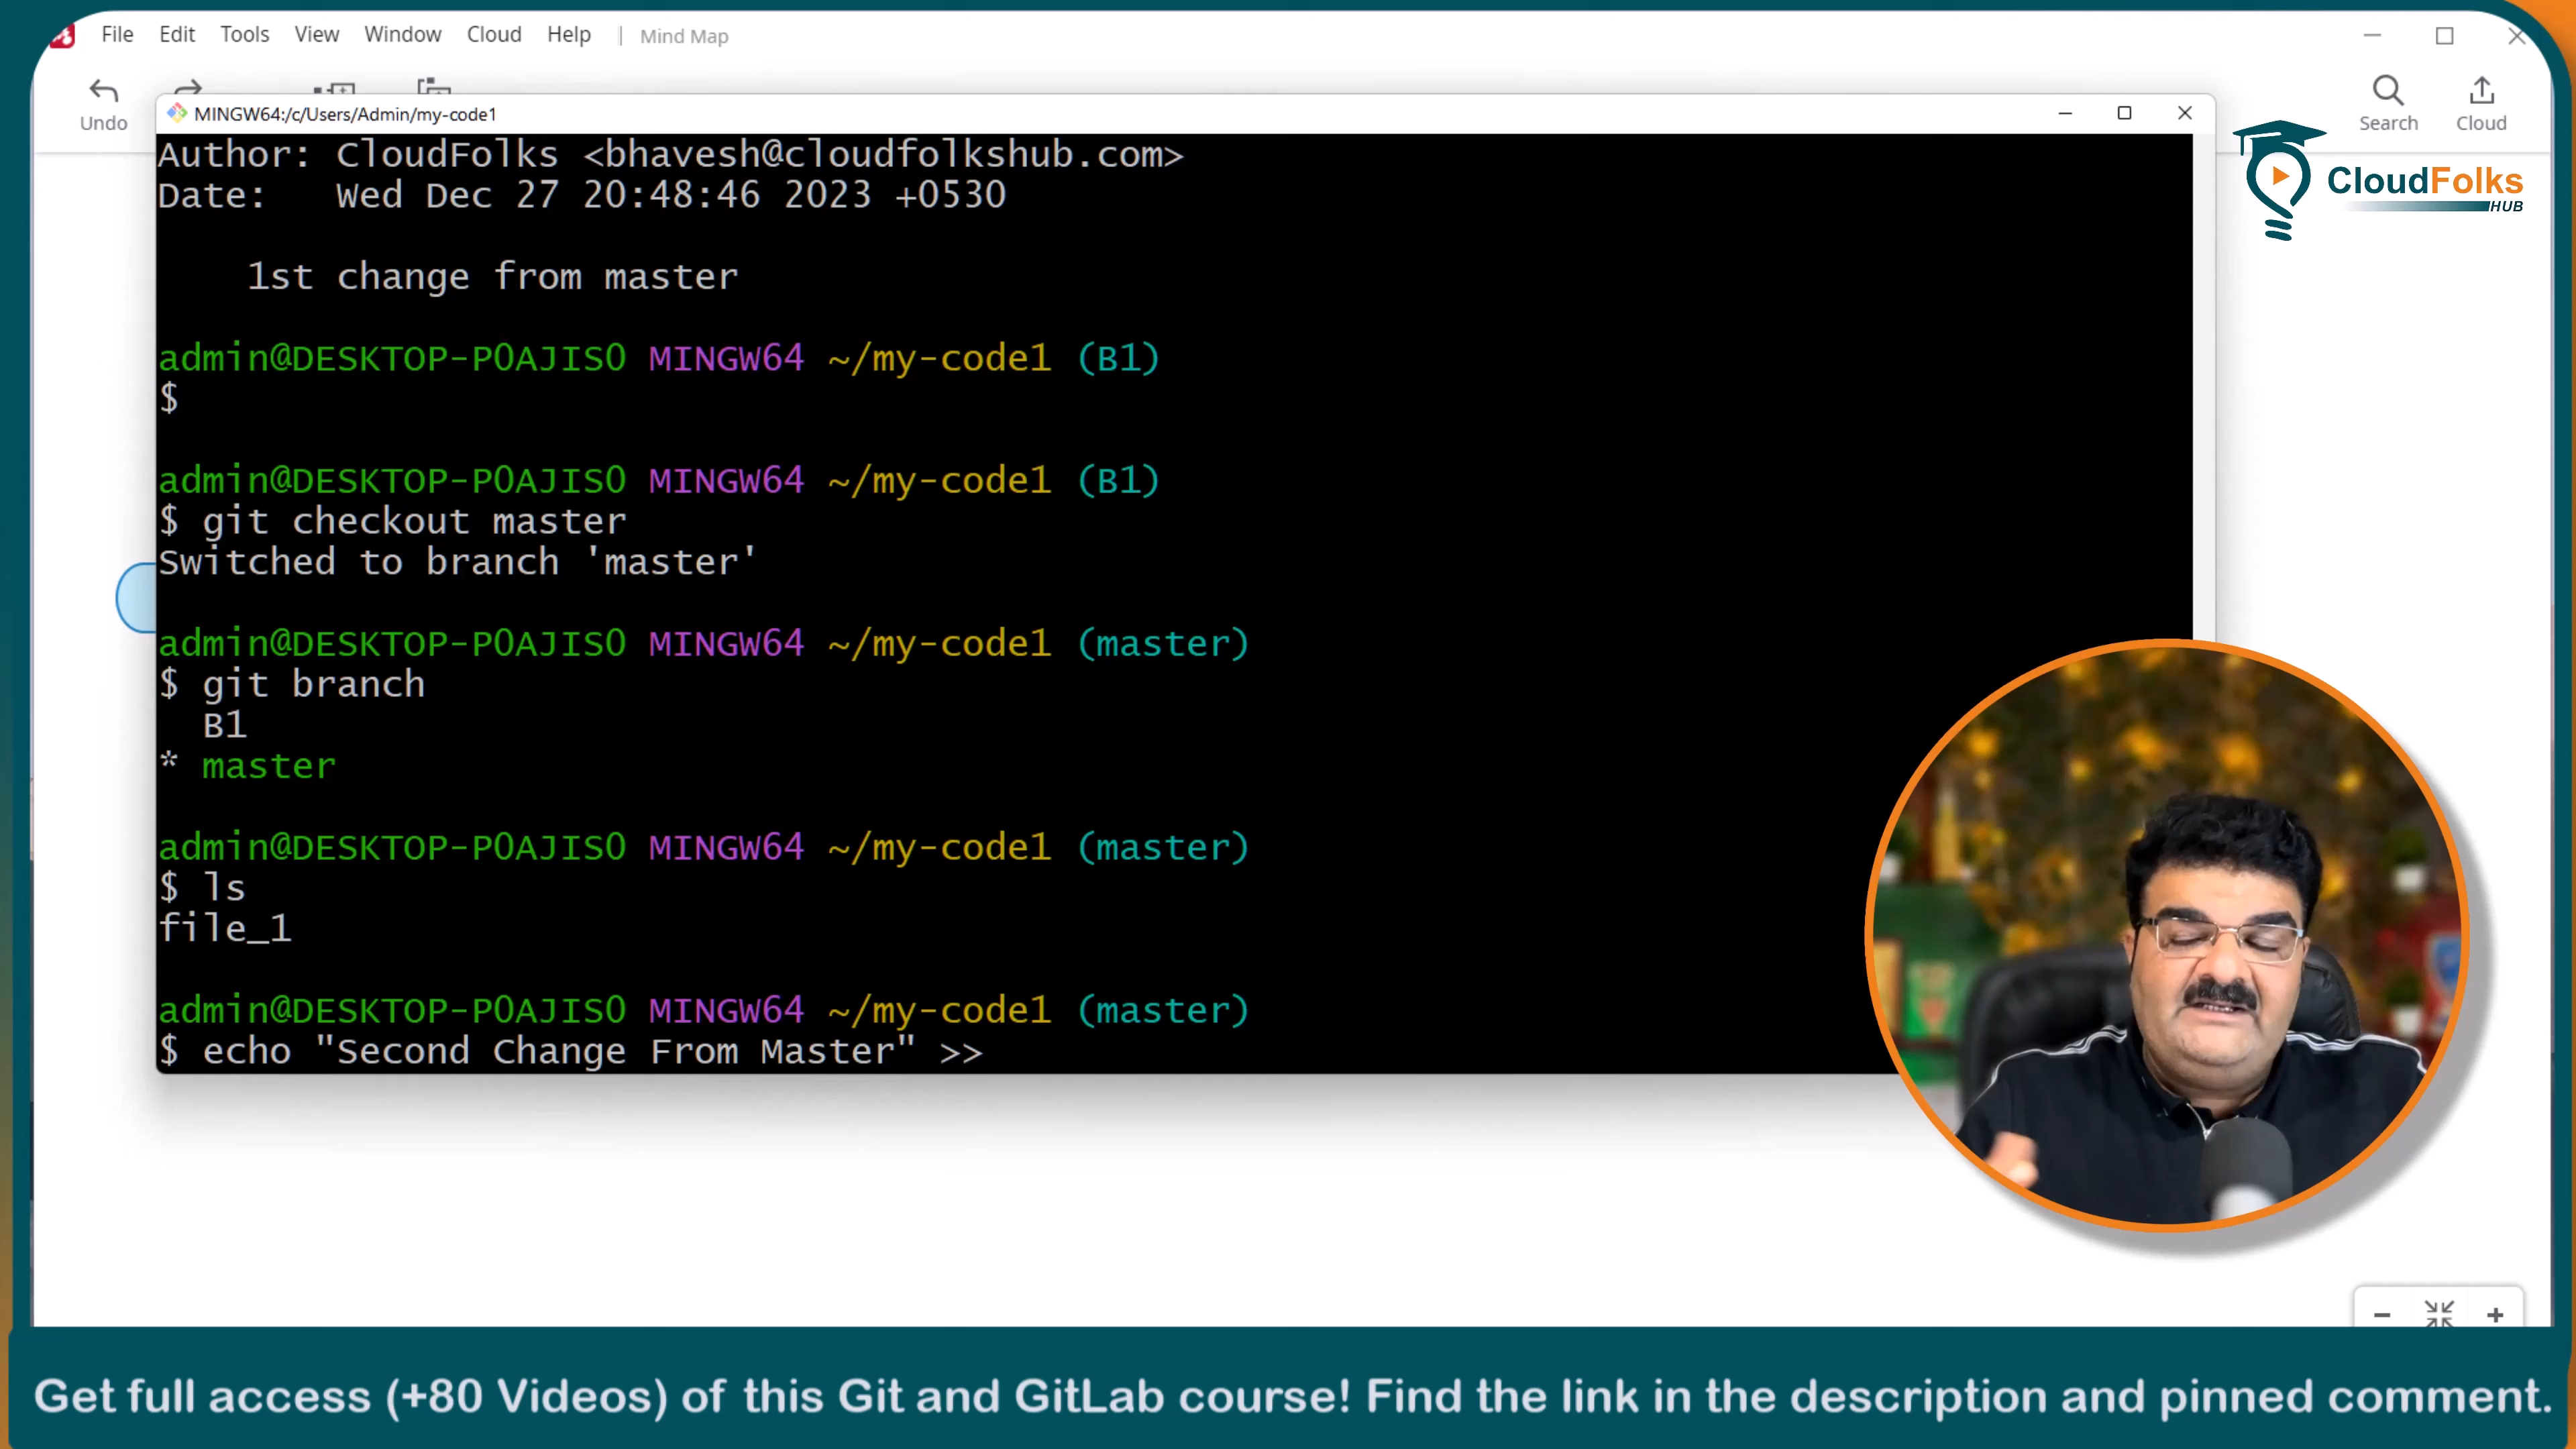 File Edit Tools View Window Cloud Help | Mind Map
Undo
Search Cloud
MINGW64:/c/Users/Admin/my-code1
CloudFolks
HUB
Author: CloudFolks <bhavesh@cloudfolkshub.com>
Date:   Wed Dec 27 20:48:46 2023 +0530
    1st change from master
admin@DESKTOP-P0AJIS0 MINGW64 ~/my-code1 (B1)
$
admin@DESKTOP-P0AJIS0 MINGW64 ~/my-code1 (B1)
$ git checkout master
Switched to branch 'master'
admin@DESKTOP-P0AJIS0 MINGW64 ~/my-code1 (master)
$ git branch
  B1
* master
admin@DESKTOP-P0AJIS0 MINGW64 ~/my-code1 (master)
$ ls
file_1
admin@DESKTOP-P0AJIS0 MINGW64 ~/my-code1 (master)
$ echo "Second Change From Master" >>
Get full access (+80 Videos) of this Git and GitLab course! Find the link in the description and pinned comment.